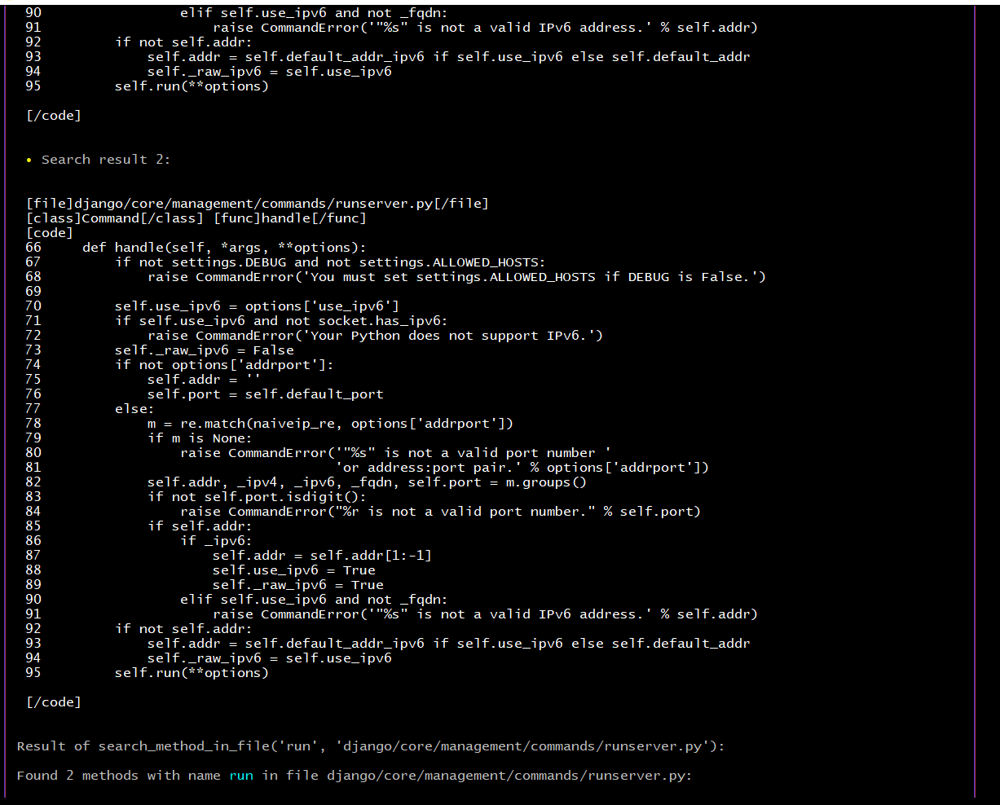 90                 elif self.use_ipv6 and not _fqdn:
91                     raise CommandError('"%s" is not a valid IPv6 address.' % self.addr)
92         if not self.addr:
93             self.addr = self.default_addr_ipv6 if self.use_ipv6 else self.default_addr
94             self._raw_ipv6 = self.use_ipv6
95         self.run(**options)
[/code]
• Search result 2:
[file]django/core/management/commands/runserver.py[/file]
[class]Command[/class] [func]handle[/func]
[code]
66     def handle(self, *args, **options):
67         if not settings.DEBUG and not settings.ALLOWED_HOSTS:
68             raise CommandError('You must set settings.ALLOWED_HOSTS if DEBUG is False.')
69
70         self.use_ipv6 = options['use_ipv6']
71         if self.use_ipv6 and not socket.has_ipv6:
72             raise CommandError('Your Python does not support IPv6.')
73         self._raw_ipv6 = False
74         if not options['addrport']:
75             self.addr = ''
76             self.port = self.default_port
77         else:
78             m = re.match(naiveip_re, options['addrport'])
79             if m is None:
80                 raise CommandError('"%s" is not a valid port number '
81                                    'or address:port pair.' % options['addrport'])
82             self.addr, _ipv4, _ipv6, _fqdn, self.port = m.groups()
83             if not self.port.isdigit():
84                 raise CommandError("%r is not a valid port number." % self.port)
85             if self.addr:
86                 if _ipv6:
87                     self.addr = self.addr[1:-1]
88                     self.use_ipv6 = True
89                     self._raw_ipv6 = True
90                 elif self.use_ipv6 and not _fqdn:
91                     raise CommandError('"%s" is not a valid IPv6 address.' % self.addr)
92         if not self.addr:
93             self.addr = self.default_addr_ipv6 if self.use_ipv6 else self.default_addr
94             self._raw_ipv6 = self.use_ipv6
95         self.run(**options)
[/code]
Result of search_method_in_file('run', 'django/core/management/commands/runserver.py'):
Found 2 methods with name run in file django/core/management/commands/runserver.py: